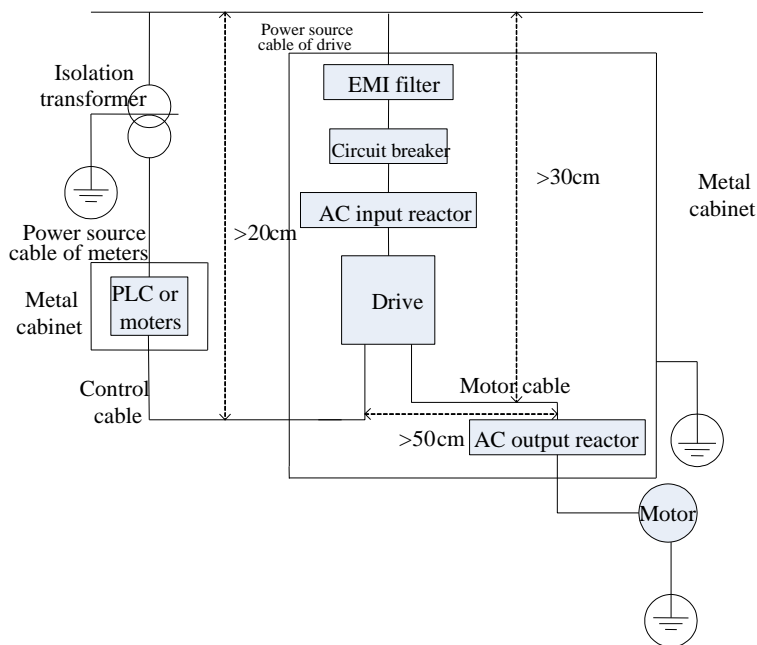 Power source
cable of drive
Isolation
transformer
EMI filter
Circuit breaker
>30cm
Metal
cabinet
AC input reactor
Power source
cable of meters
>20cm
PLC or
moters
Metal
cabinet
Drive
Control
cable
Motor cable
>50cm
AC output reactor
Motor